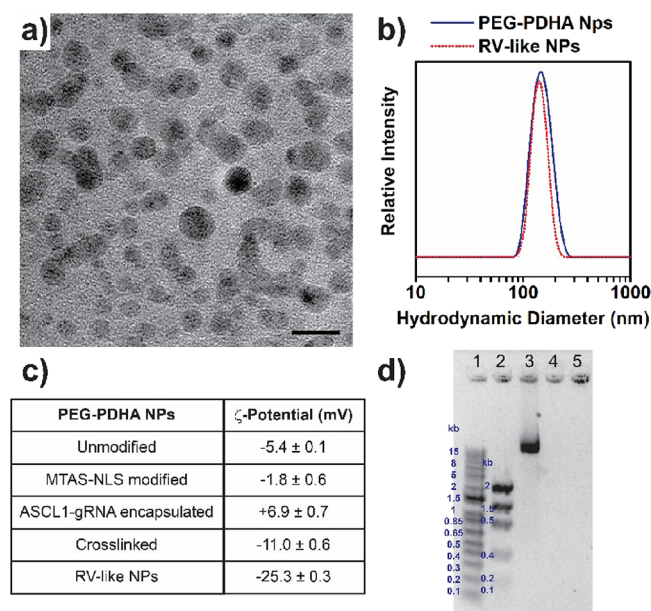 a)
b)
PEG-PDHA Nps
RV-like NPs
Relative Intensity
10 100 1000
Hydrodynamic Diameter (nm)
c)
PEG-PDHA NPs ζ-Potential (mV)
Unmodified -5.4 ± 0.1
MTAS-NLS modified -1.8 ± 0.6
ASCL1-gRNA encapsulated +6.9 ± 0.7
Crosslinked -11.0 ± 0.6
RV-like NPs -25.3 ± 0.3
d)
1 2 3 4 5
kb
15
8
5
2
1.5
1
0.85
0.65
0.5
0.4
0.3
0.2
0.1
kb
2
1.5
0.5
0.4
0.2
0.1